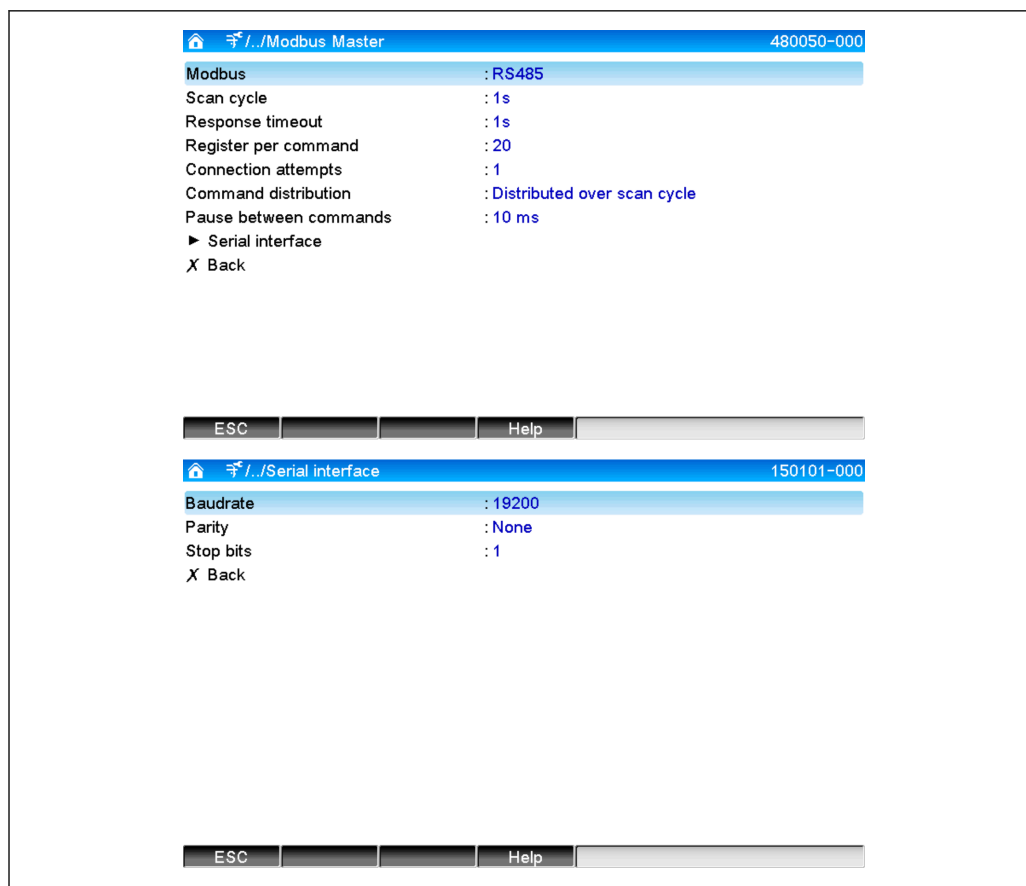 /../Modbus Master 480050-000
Modbus : RS485
Scan cycle : 1s
Response timeout : 1s
Register per command : 20
Connection attempts : 1
Command distribution : Distributed over scan cycle
Pause between commands : 10 ms
► Serial interface
X Back
ESC Help
/../Serial interface 150101-000
Baudrate : 19200
Parity : None
Stop bits : 1
X Back
ESC Help